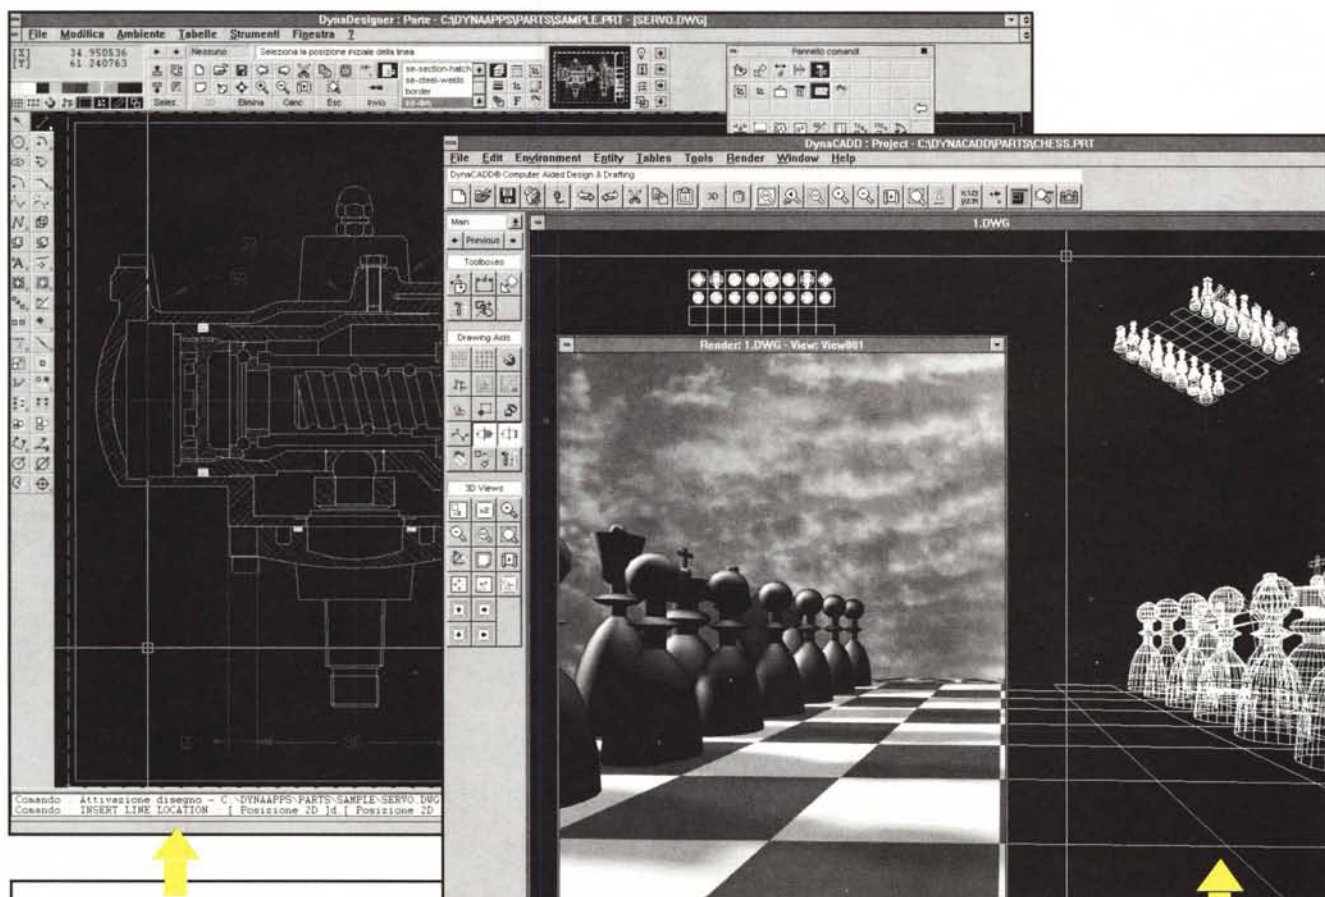 DynaDesigner : Parte - C:\DYNAAPPS\PARTS\SAMPLE.PRT - [SERVO.DWG]
File Modifica Ambiente Tabelle Strumenti Finestra ?
[X] 34.950536
[Y] 61.240763
Nessuno
Seleziona la posizione iniziale della linea
Pannello comandi
se-section-hatch
se-steel-welds
border
se-dim
Selez.
3D
Elimina
Canc
Esc
Invio
F
Comando : Attivazione disegno - C:\DYNAAPPS\PARTS\SAMPLE\SERVO.DWG
Comando INSERT LINE LOCATION [ Posizione 2D ]d [ Posizione 2D
DynaCADD : Project - C:\DYNACADD\PARTS\CHESS.PRT
File Edit Environment Entity Tables Tools Render Window Help
DynaCADD® Computer Aided Design & Drafting
3D
Main
Previous
Toolboxes
Drawing Aids
3D Views
1.DWG
Render: 1.DWG - View: View001